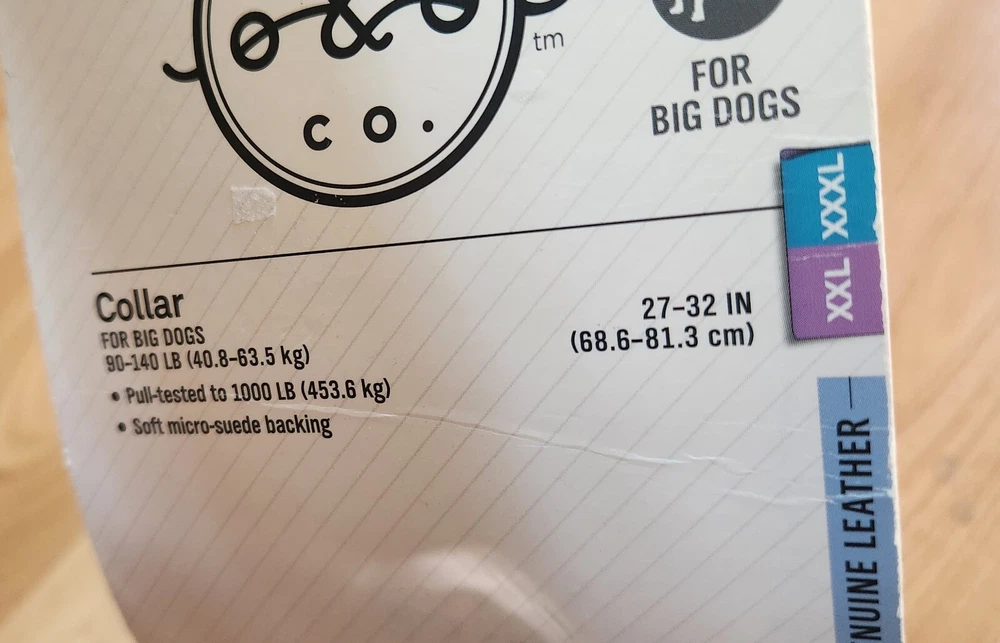 &
CO.
tm
FOR
BIG DOGS
XXXL
XXL
Collar
FOR BIG DOGS
90-140 LB (40.8-63.5 kg)
• Pull-tested to 1000 LB (453.6 kg)
• Soft micro-suede backing
27-32 IN
(68.6-81.3 cm)
LEATHER